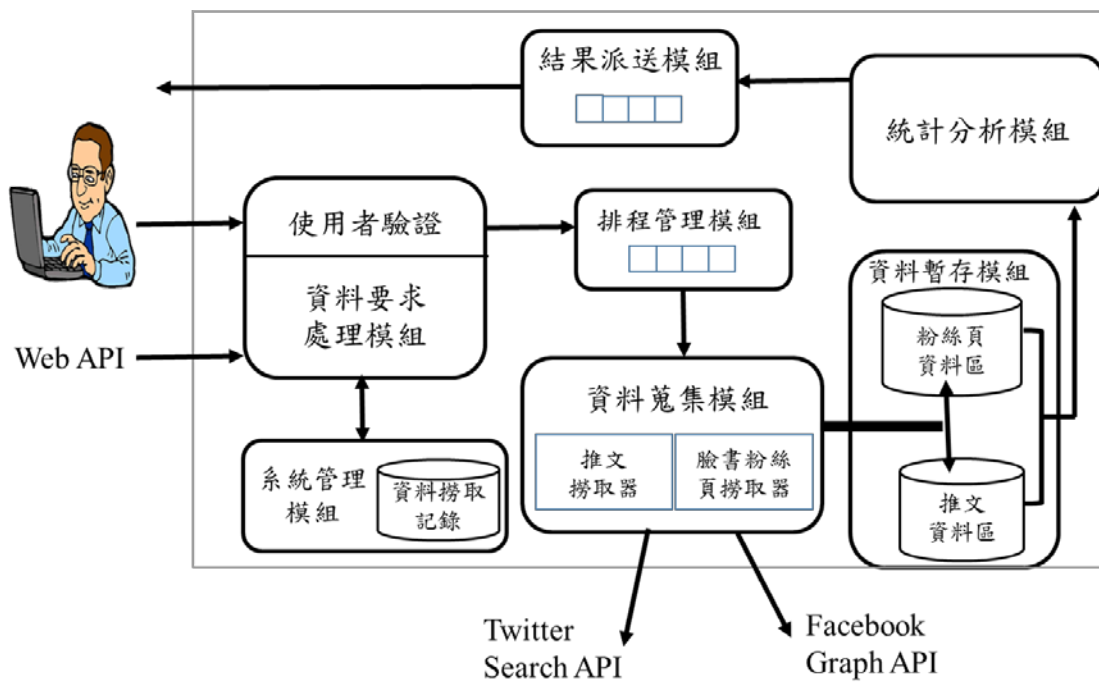 結果派送模組
統計分析模組
使用者驗證
排程管理模組
資料要求
處理模組
資料暫存模組
粉絲頁
資料區
Web API
資料蒐集模組
推文
撈取器
臉書粉絲
頁撈取器
系統管理
模組
資料撈取
記錄
推文
資料區
Twitter
Search API
Facebook
Graph API